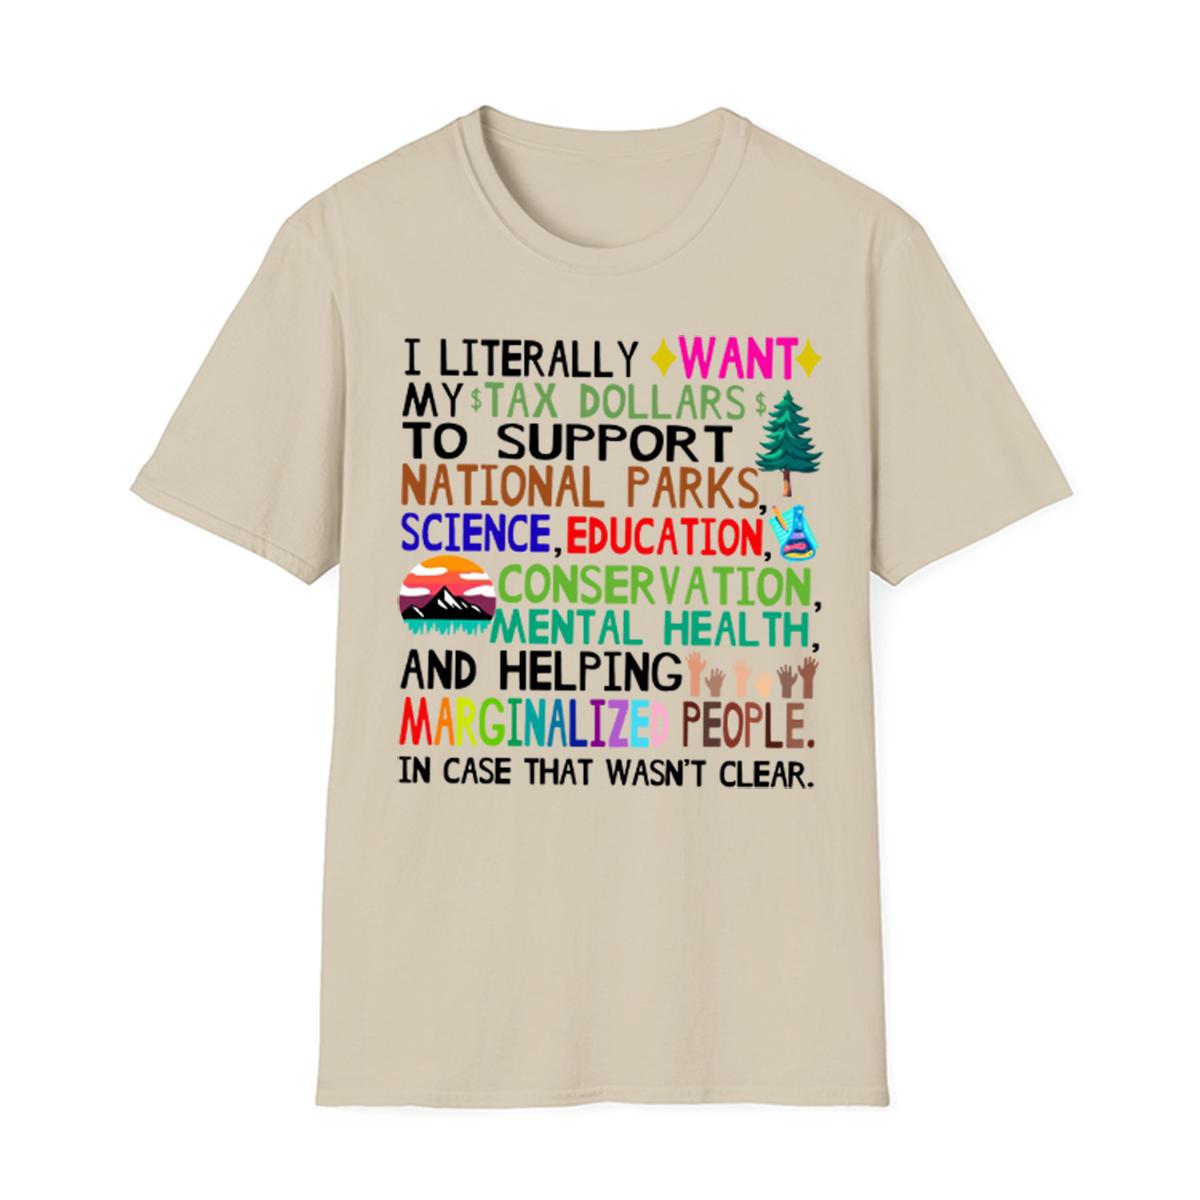 I LITERALLY WANT
MY $TAX DOLLARS$
TO SUPPORT
NATIONAL PARKS,
SCIENCE, EDUCATION,
CONSERVATION,
MENTAL HEALTH,
AND HELPING
MARGINALIZED PEOPLE.
IN CASE THAT WASN'T CLEAR.